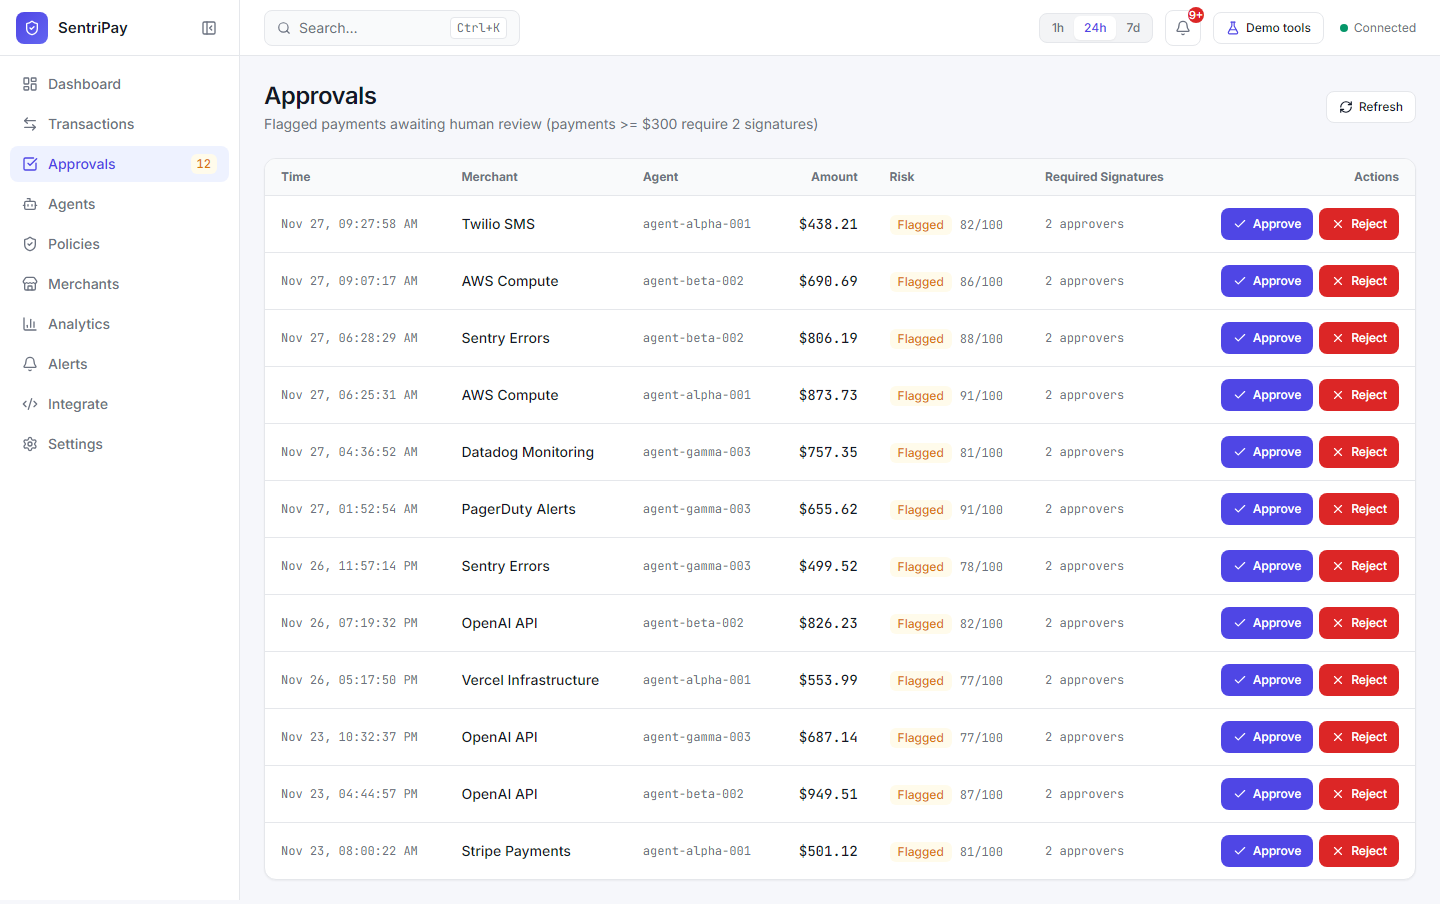 SentriPay
Search...
Ctrl+K
1h
24h
7d
9+
Demo tools
Connected
Dashboard
Transactions
Approvals
12
Agents
Policies
Merchants
Analytics
Alerts
Integrate
Settings
Approvals
Flagged payments awaiting human review (payments >= $300 require 2 signatures)
Refresh
Time Merchant Agent Amount Risk Required Signatures Actions
Nov 27, 09:27:58 AM Twilio SMS agent-alpha-001 $438.21 Flagged 82/100 2 approvers Approve Reject
Nov 27, 09:07:17 AM AWS Compute agent-beta-002 $690.69 Flagged 86/100 2 approvers Approve Reject
Nov 27, 06:28:29 AM Sentry Errors agent-beta-002 $806.19 Flagged 88/100 2 approvers Approve Reject
Nov 27, 06:25:31 AM AWS Compute agent-alpha-001 $873.73 Flagged 91/100 2 approvers Approve Reject
Nov 27, 04:36:52 AM Datadog Monitoring agent-gamma-003 $757.35 Flagged 81/100 2 approvers Approve Reject
Nov 27, 01:52:54 AM PagerDuty Alerts agent-gamma-003 $655.62 Flagged 91/100 2 approvers Approve Reject
Nov 26, 11:57:14 PM Sentry Errors agent-gamma-003 $499.52 Flagged 78/100 2 approvers Approve Reject
Nov 26, 07:19:32 PM OpenAI API agent-beta-002 $826.23 Flagged 82/100 2 approvers Approve Reject
Nov 26, 05:17:50 PM Vercel Infrastructure agent-alpha-001 $553.99 Flagged 77/100 2 approvers Approve Reject
Nov 23, 10:32:37 PM OpenAI API agent-gamma-003 $687.14 Flagged 77/100 2 approvers Approve Reject
Nov 23, 04:44:57 PM OpenAI API agent-beta-002 $949.51 Flagged 87/100 2 approvers Approve Reject
Nov 23, 08:00:22 AM Stripe Payments agent-alpha-001 $501.12 Flagged 81/100 2 approvers Approve Reject